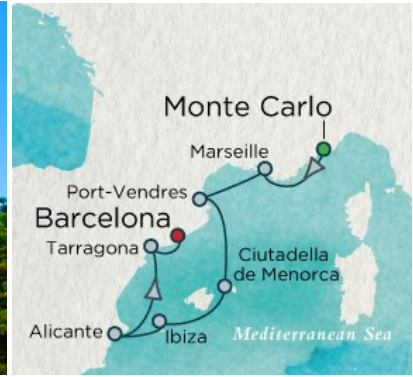 Monte Carlo
Marseille
Port-Vendres
Barcelona
Tarragona
Ciutadella
de Menorca
Alicante
Ibiza
Mediterranean Sea